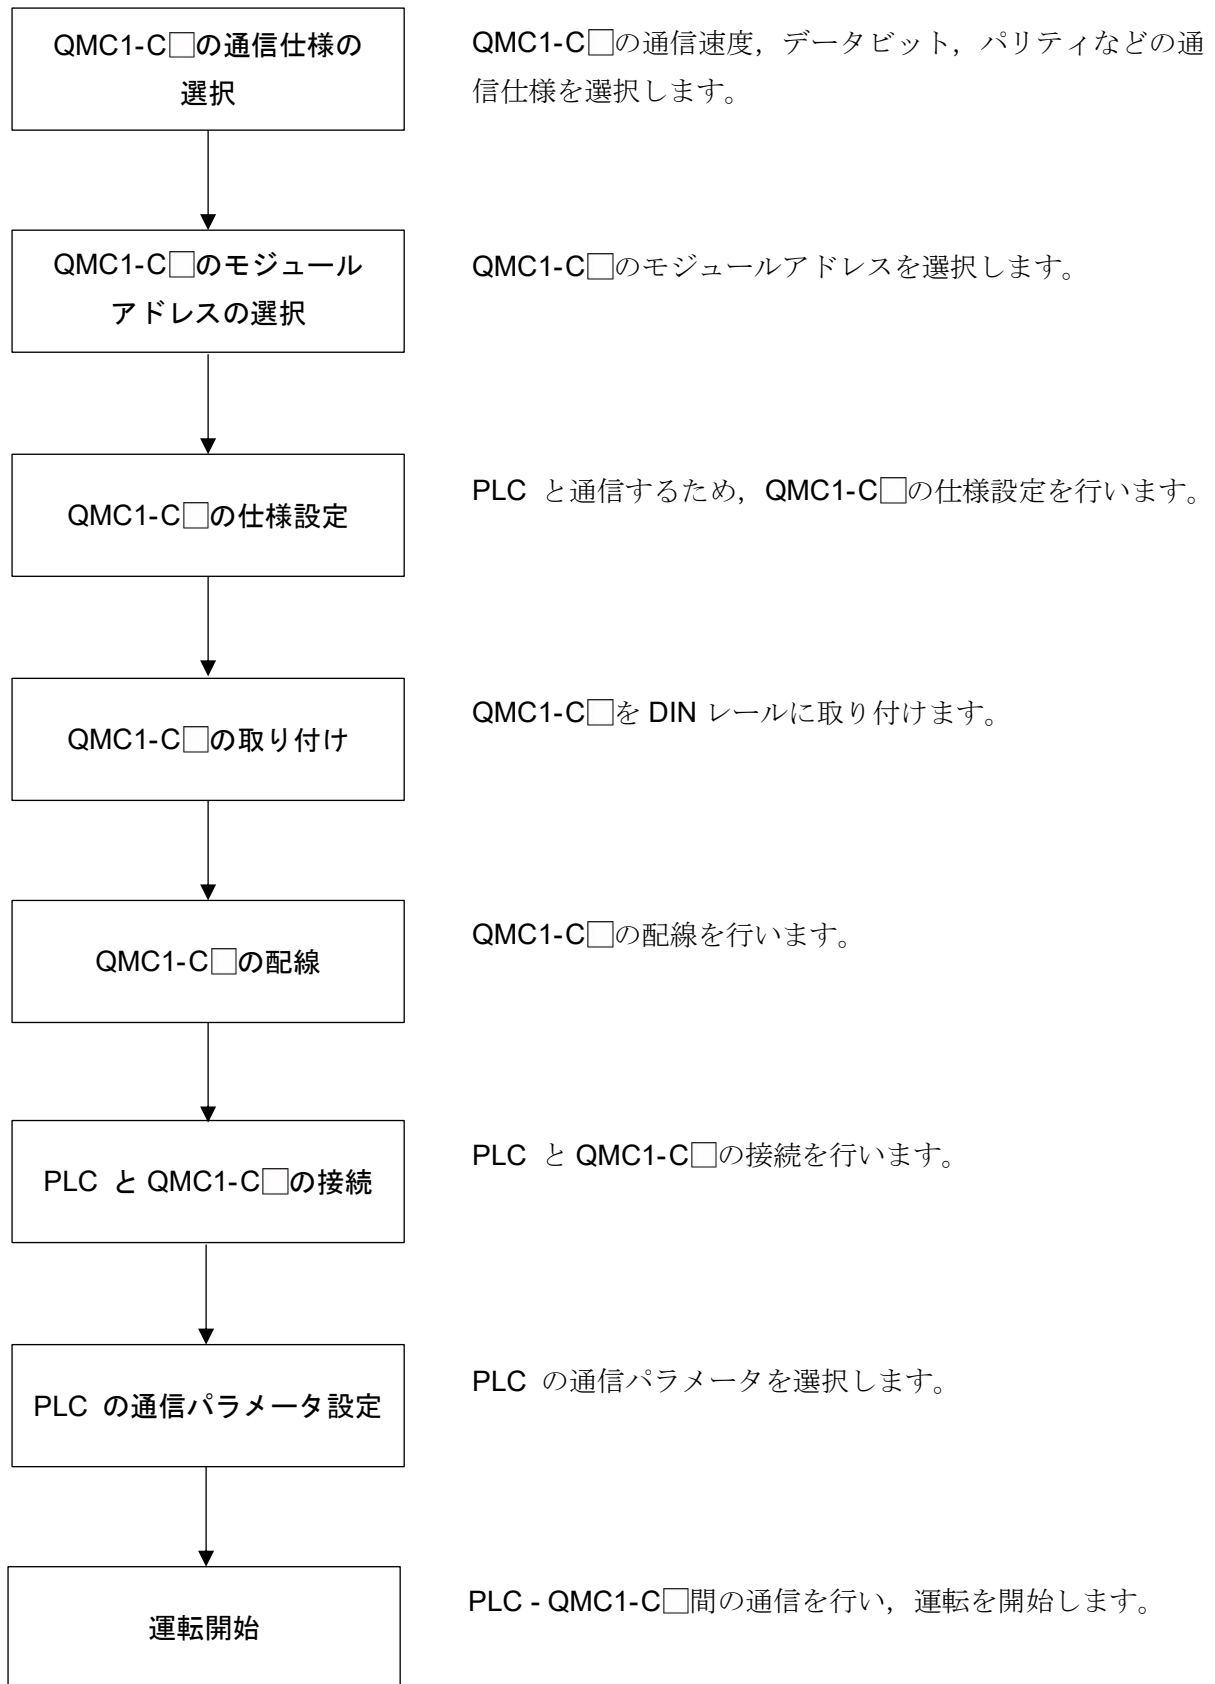 QMC1-C□の通信仕様の
選択
QMC1-C□の通信速度，データビット，パリティなどの通
信仕様を選択します。
QMC1-C□のモジュール
アドレスの選択
QMC1-C□のモジュールアドレスを選択します。
QMC1-C□の仕様設定
PLC と通信するため，QMC1-C□の仕様設定を行います。
QMC1-C□の取り付け
QMC1-C□を DIN レールに取り付けます。
QMC1-C□の配線
QMC1-C□の配線を行います。
PLC と QMC1-C□の接続
PLC と QMC1-C□の接続を行います。
PLC の通信パラメータ設定
PLC の通信パラメータを選択します。
運転開始
PLC - QMC1-C□間の通信を行い，運転を開始します。